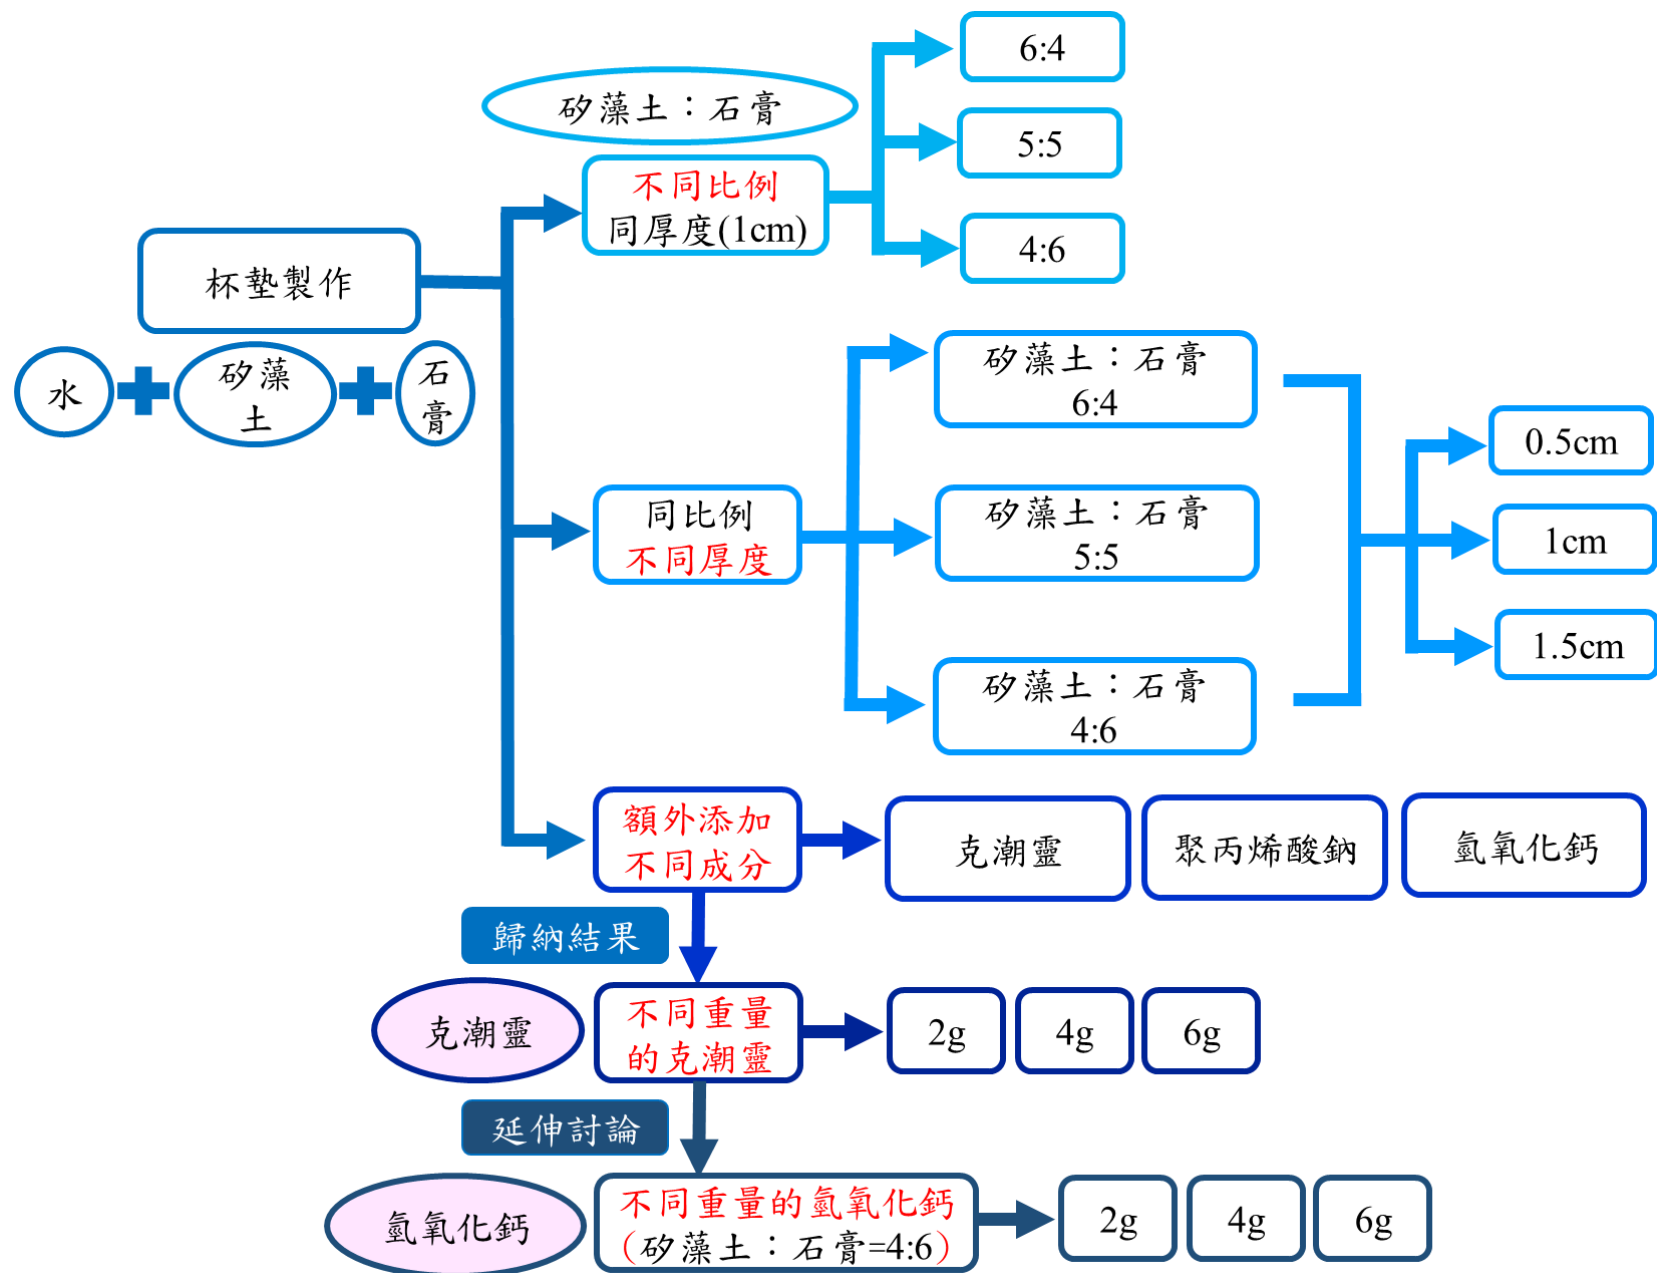 矽藻土：石膏
6:4
5:5
4:6
不同比例
同厚度(1cm)
杯墊製作
水
矽藻
土
石
膏
同比例
不同厚度
矽藻土：石膏
6:4
矽藻土：石膏
5:5
矽藻土：石膏
4:6
0.5cm
1cm
1.5cm
額外添加
不同成分
克潮靈
聚丙烯酸鈉
氫氧化鈣
歸納結果
克潮靈
不同重量
的克潮靈
2g
4g
6g
延伸討論
氫氧化鈣
不同重量的氫氧化鈣
（矽藻土：石膏=4:6）
2g
4g
6g